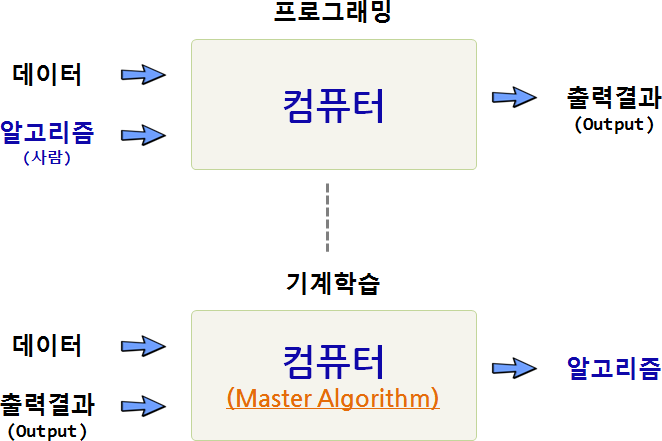 프로그래밍
데이터
알고리즘
(사람)
컴퓨터
출력결과
(Output)
기계학습
데이터
출력결과
(Output)
컴퓨터
(Master Algorithm)
알고리즘